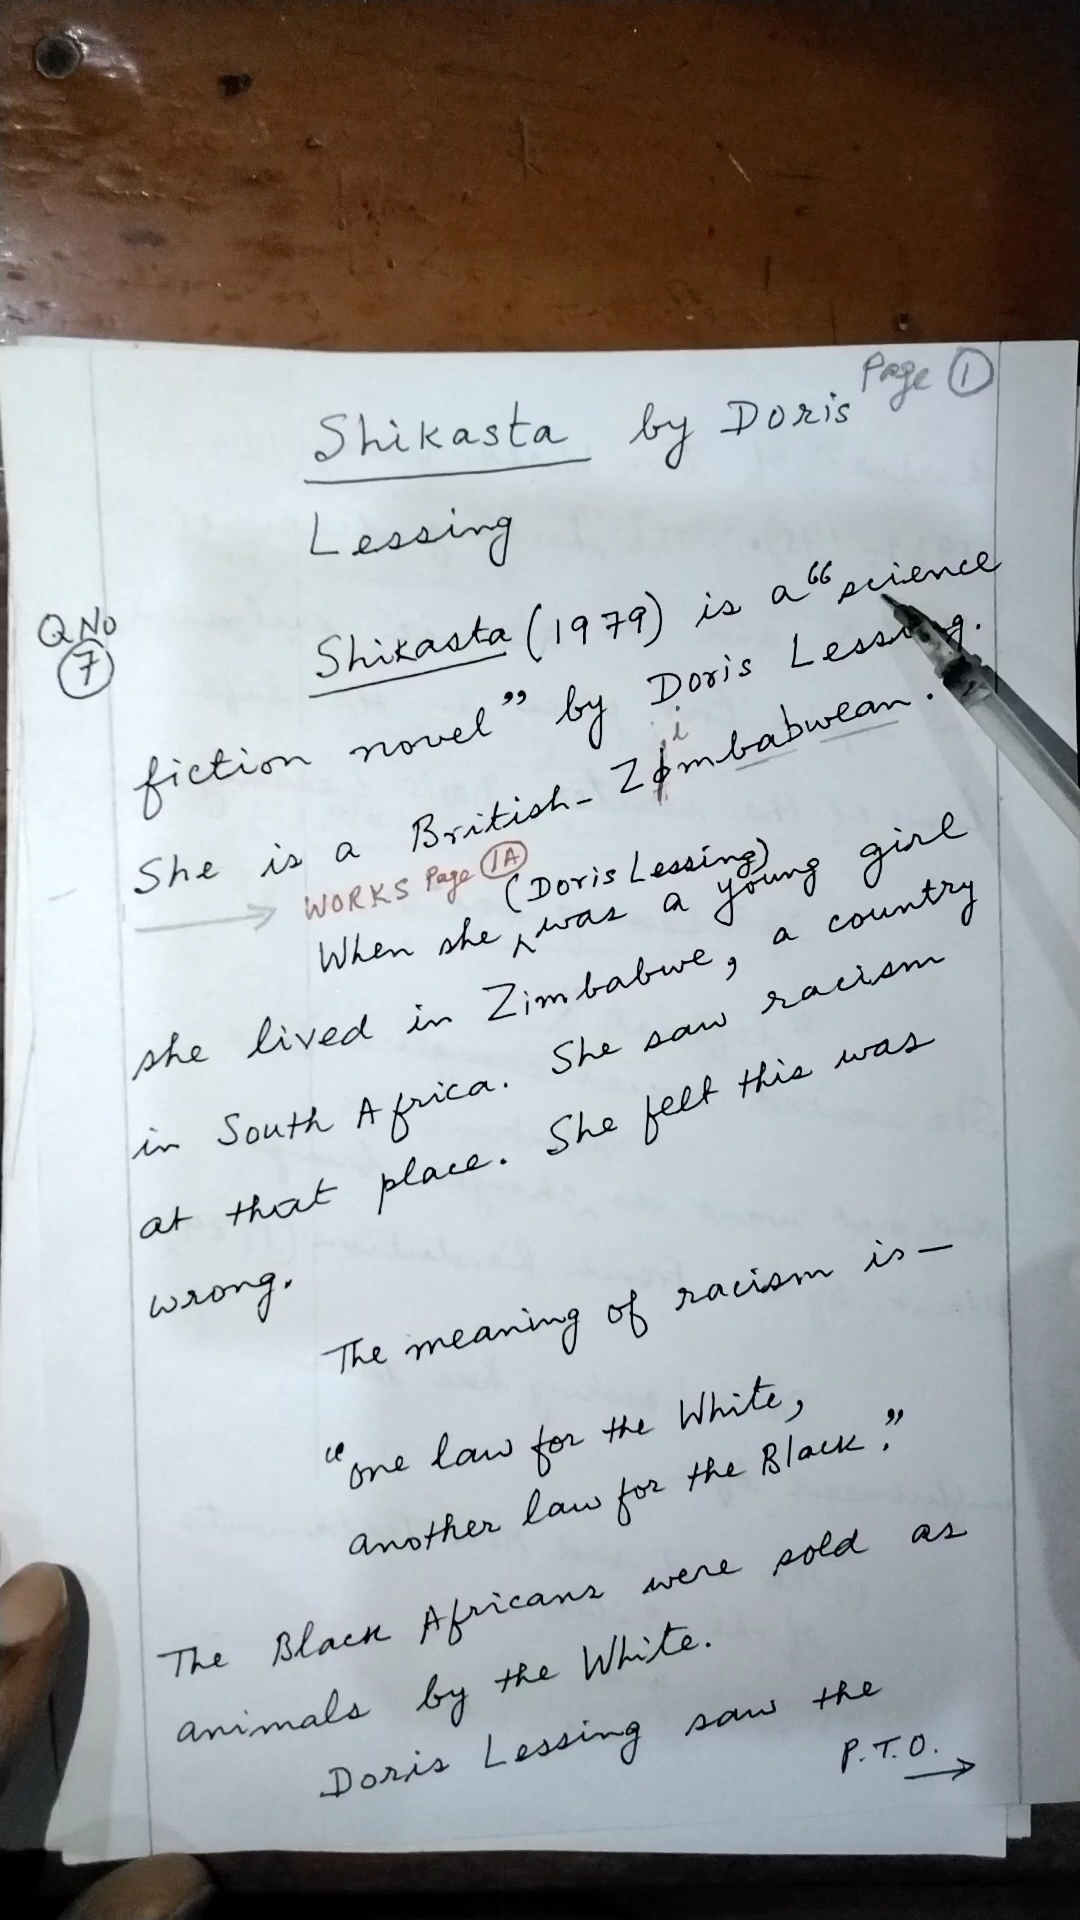 Page 1
Shikasta by Doris
Lessing
Q No
7
Shikasta (1979) is a "science
fiction novel" by Doris Lessing.
She is a British- Zimbabwean.
WORKS Page 1A
(Doris Lessing)
When she was a young girl
she lived in Zimbabwe, a country
in South Africa. She saw racism
at that place. She felt this was
wrong.
The meaning of racism is —
"one law for the White,
another law for the Black."
The Black Africans were sold as
animals by the White.
Doris Lessing saw the
P.T.O.